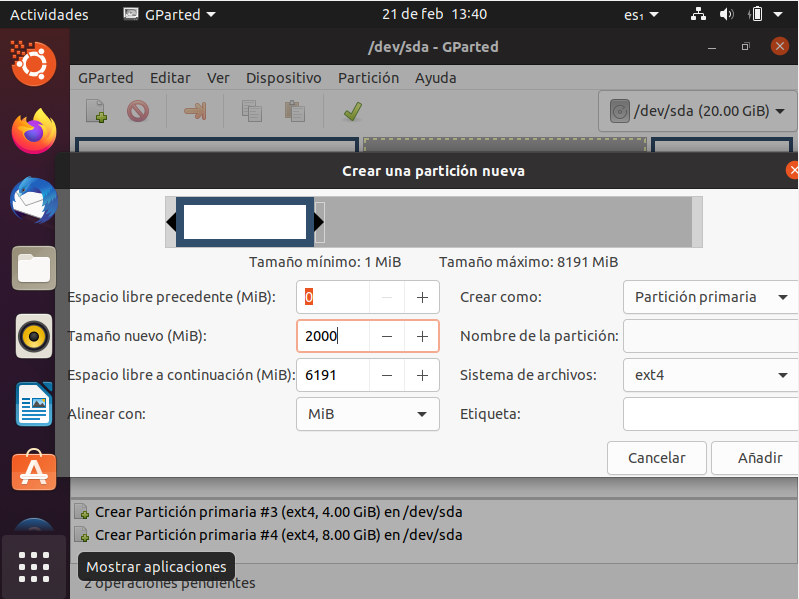 Actividades GParted 21 de feb 13:40 es₁
/dev/sda - GParted
GParted Editar Ver Dispositivo Partición Ayuda
/dev/sda (20.00 GiB)
Crear una partición nueva
Tamaño mínimo: 1 MiB Tamaño máximo: 8191 MiB
Espacio libre precedente (MiB): 0 Crear como: Partición primaria
Tamaño nuevo (MiB): 2000 Nombre de la partición:
Espacio libre a continuación (MiB): 6191 Sistema de archivos: ext4
Alinear con: MiB Etiqueta:
Cancelar Añadir
Crear Partición primaria #3 (ext4, 4.00 GiB) en /dev/sda
Crear Partición primaria #4 (ext4, 8.00 GiB) en /dev/sda
Mostrar aplicaciones
2 operaciones pendientes